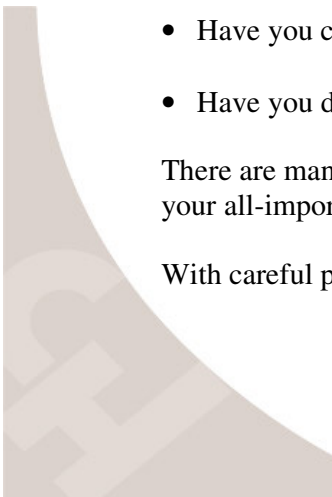 • Have you c
• Have you d
There are man
your all-impor
With careful p